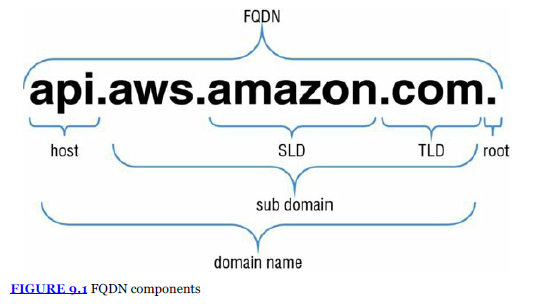 FQDN
api.aws.amazon.com.
host SLD TLD root
sub domain
domain name
FIGURE 9.1 FQDN components